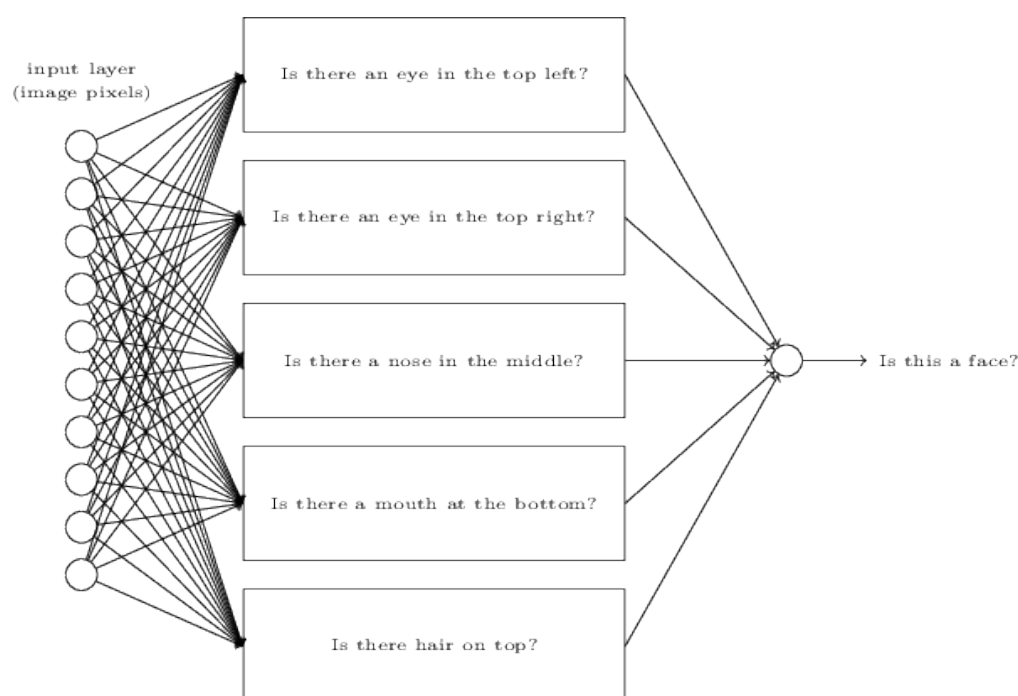 input layer
(image pixels)
Is there an eye in the top left?
Is there an eye in the top right?
Is there a nose in the middle?
Is this a face?
Is there a mouth at the bottom?
Is there hair on top?